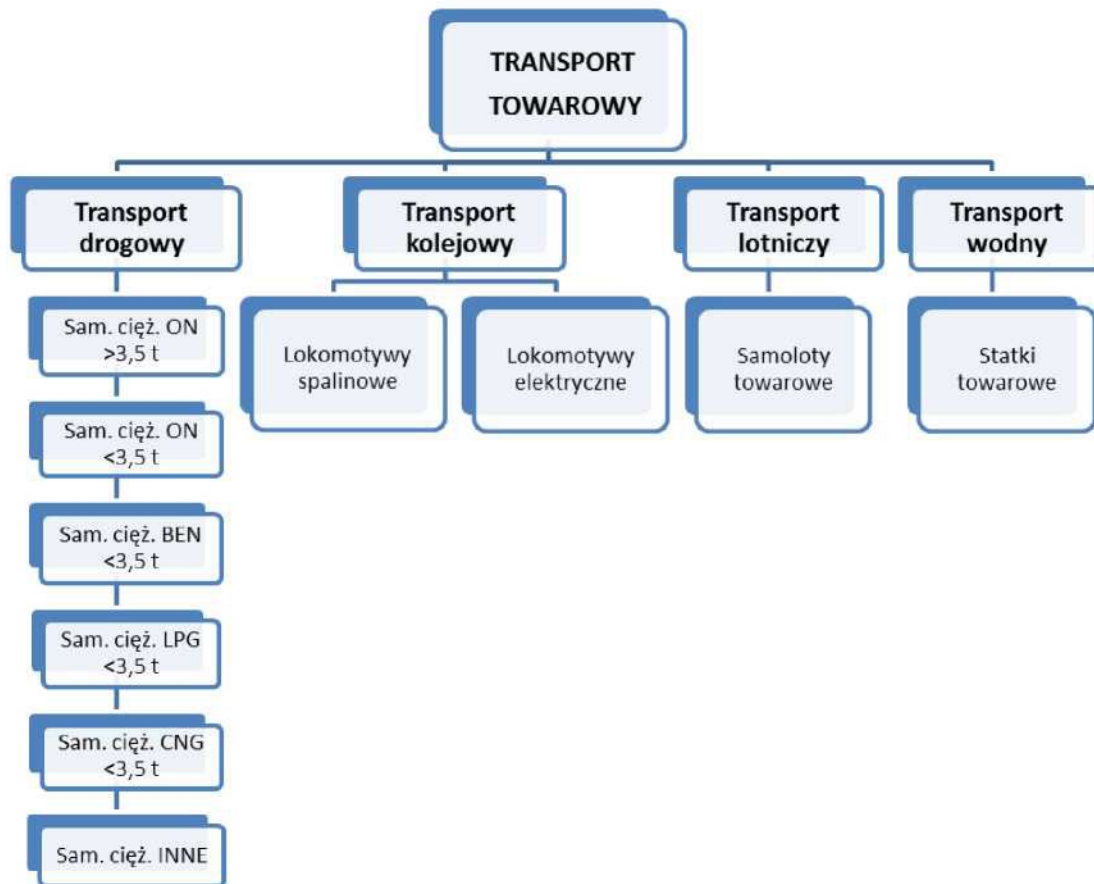 TRANSPORT
TOWAROWY
Transport
drogowy
Transport
kolejowy
Transport
lotniczy
Transport
wodny
Sam. cięż. ON
>3,5 t
Lokomotywy
spalinowe
Lokomotywy
elektryczne
Samoloty
towarowe
Statki
towarowe
Sam. cięż. ON
<3,5 t
Sam. cięż. BEN
<3,5 t
Sam. cięż. LPG
<3,5 t
Sam. cięż. CNG
<3,5 t
Sam. cięż. INNE